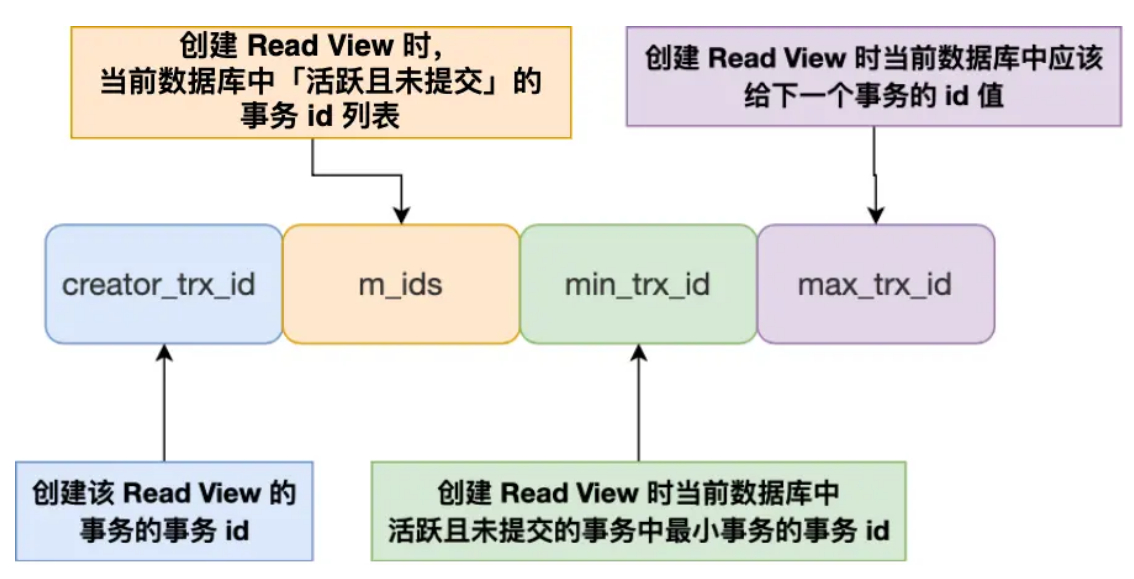 创建 Read View 时，
当前数据库中「活跃且未提交」的
事务 id 列表
创建 Read View 时当前数据库中应该
给下一个事务的 id 值
creator_trx_id
m_ids
min_trx_id
max_trx_id
创建该 Read View 的
事务的事务 id
创建 Read View 时当前数据库中
活跃且未提交的事务中最小事务的事务 id